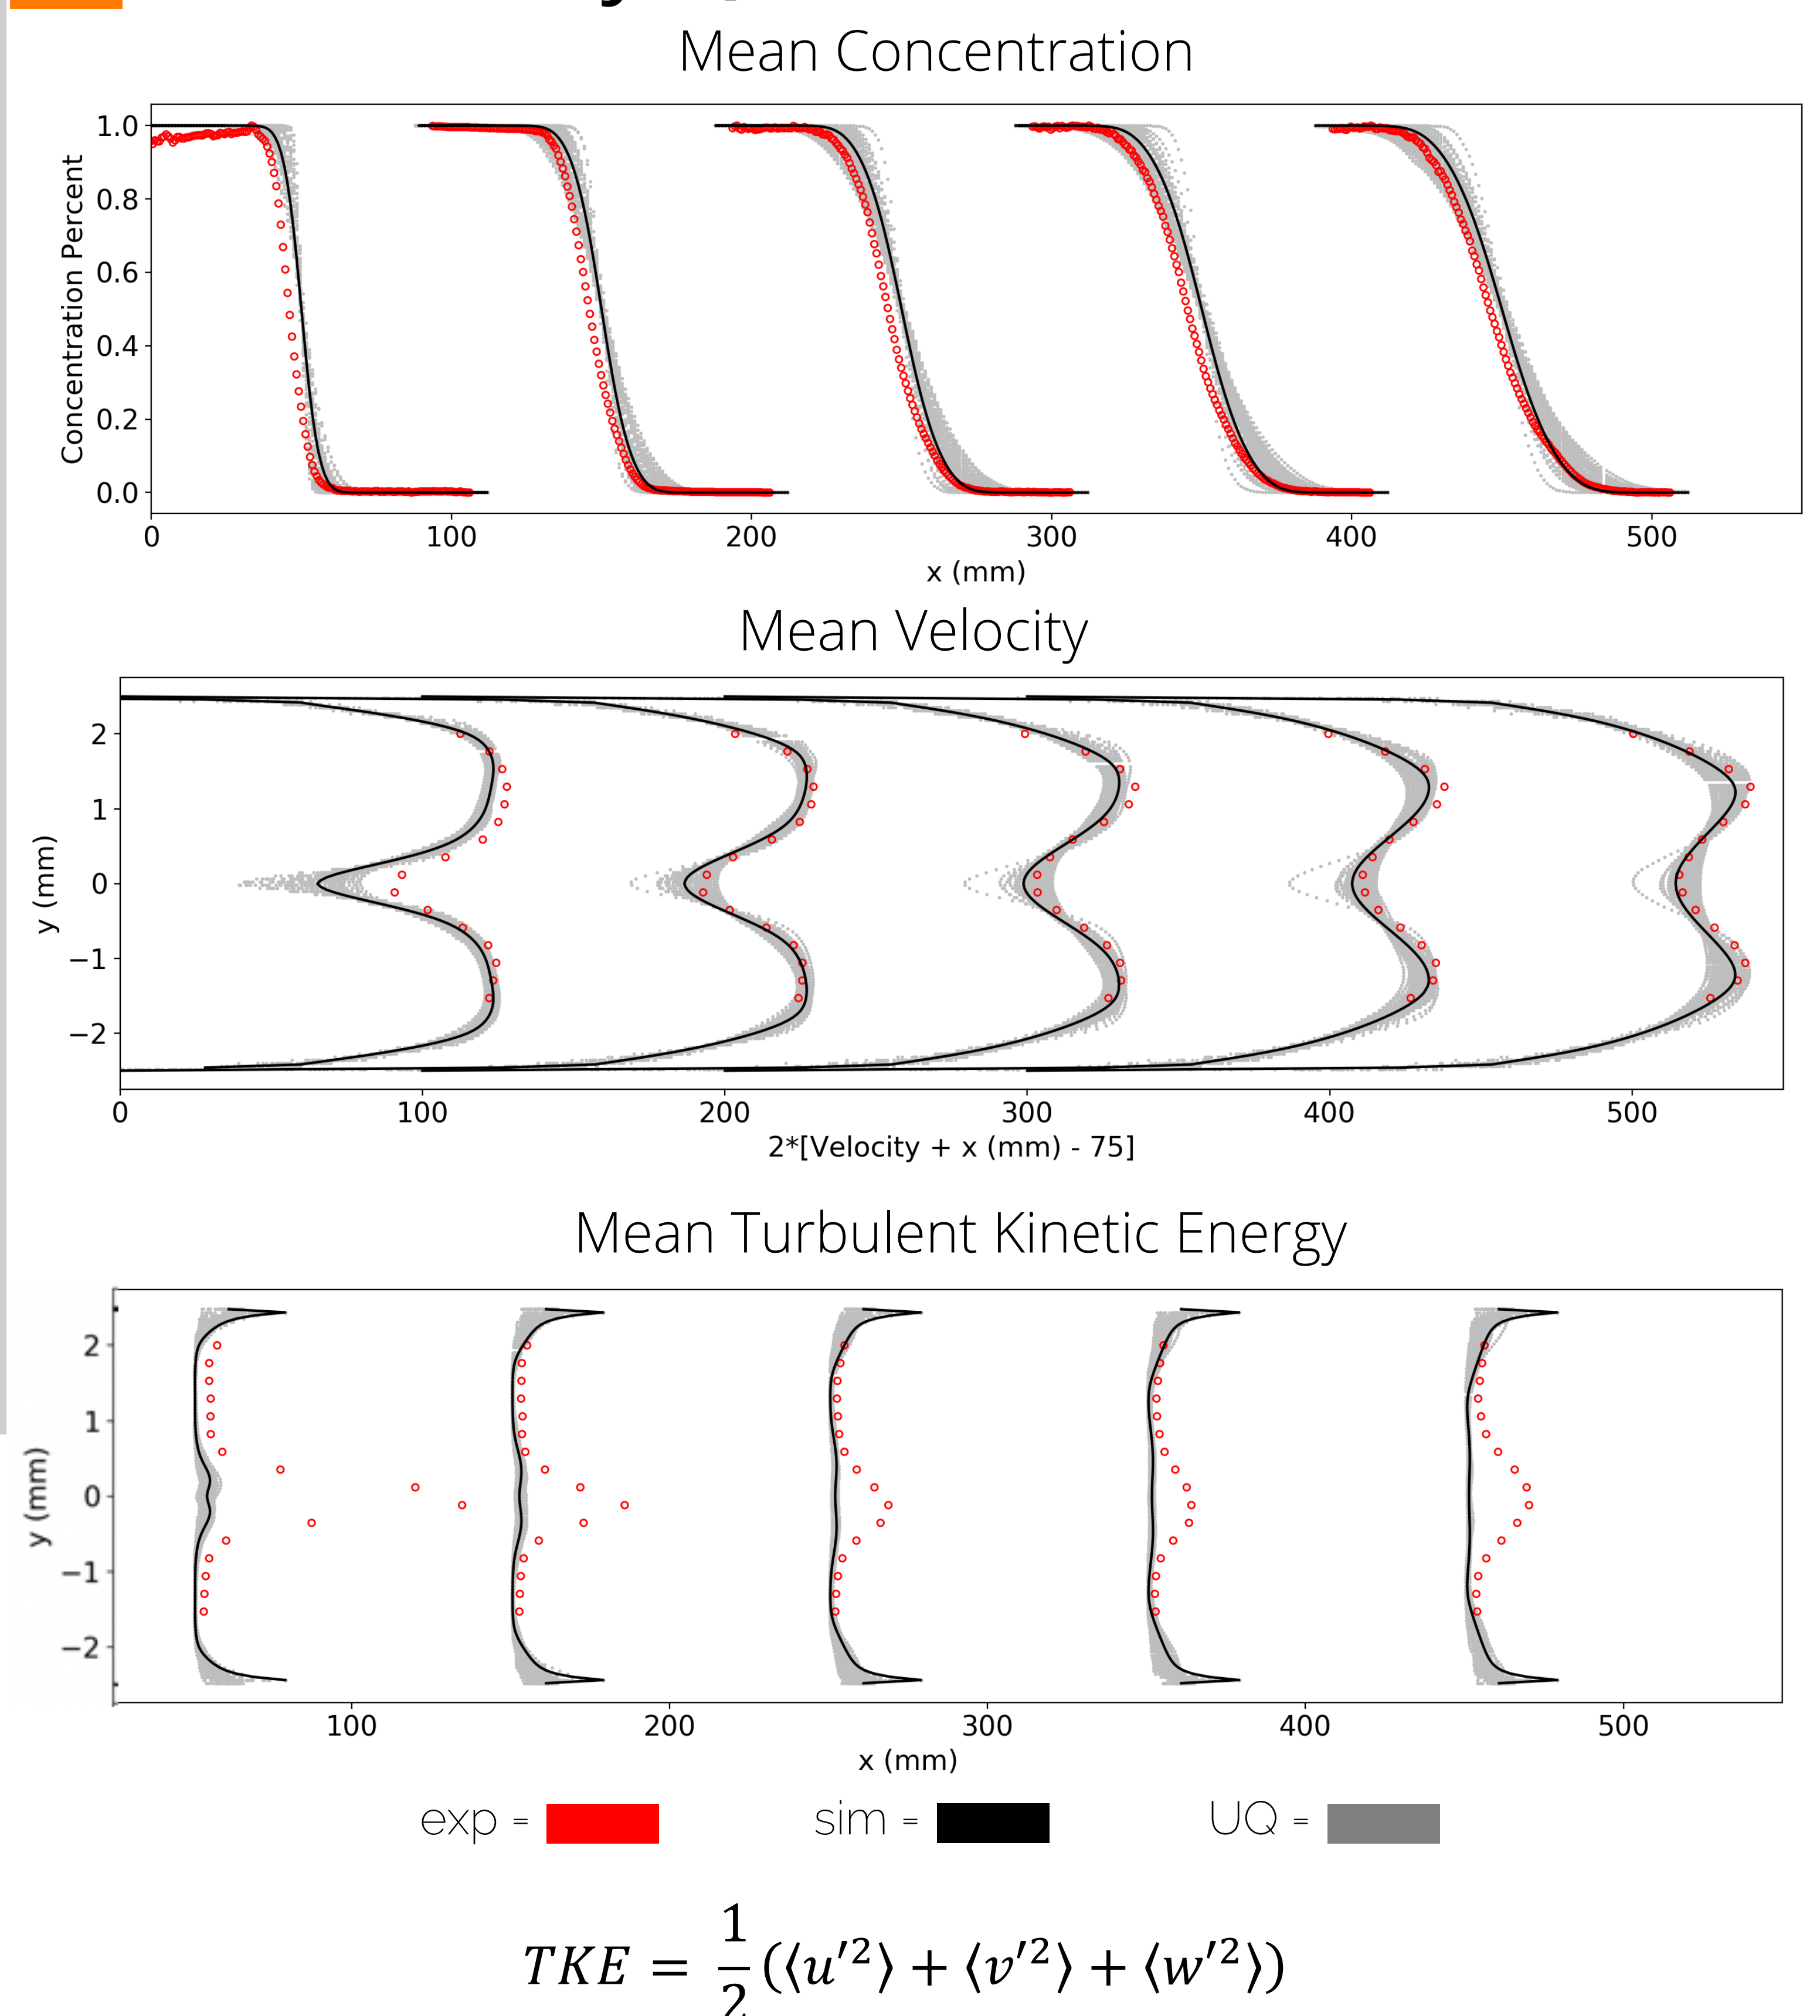 Mean Concentration
1.0
0.8
0.6
0.4
0.2
0.0
Concentration Percent
0 100 200 300 400 500
x (mm)
Mean Velocity
2
1
0
−1
−2
y (mm)
0 100 200 300 400 500
2*[Velocity + x (mm) - 75]
Mean Turbulent Kinetic Energy
2
1
0
−1
−2
y (mm)
100 200 300 400 500
x (mm)
exp = sim = UQ =
TKE = 1/2 (⟨u′²⟩ + ⟨v′²⟩ + ⟨w′²⟩)